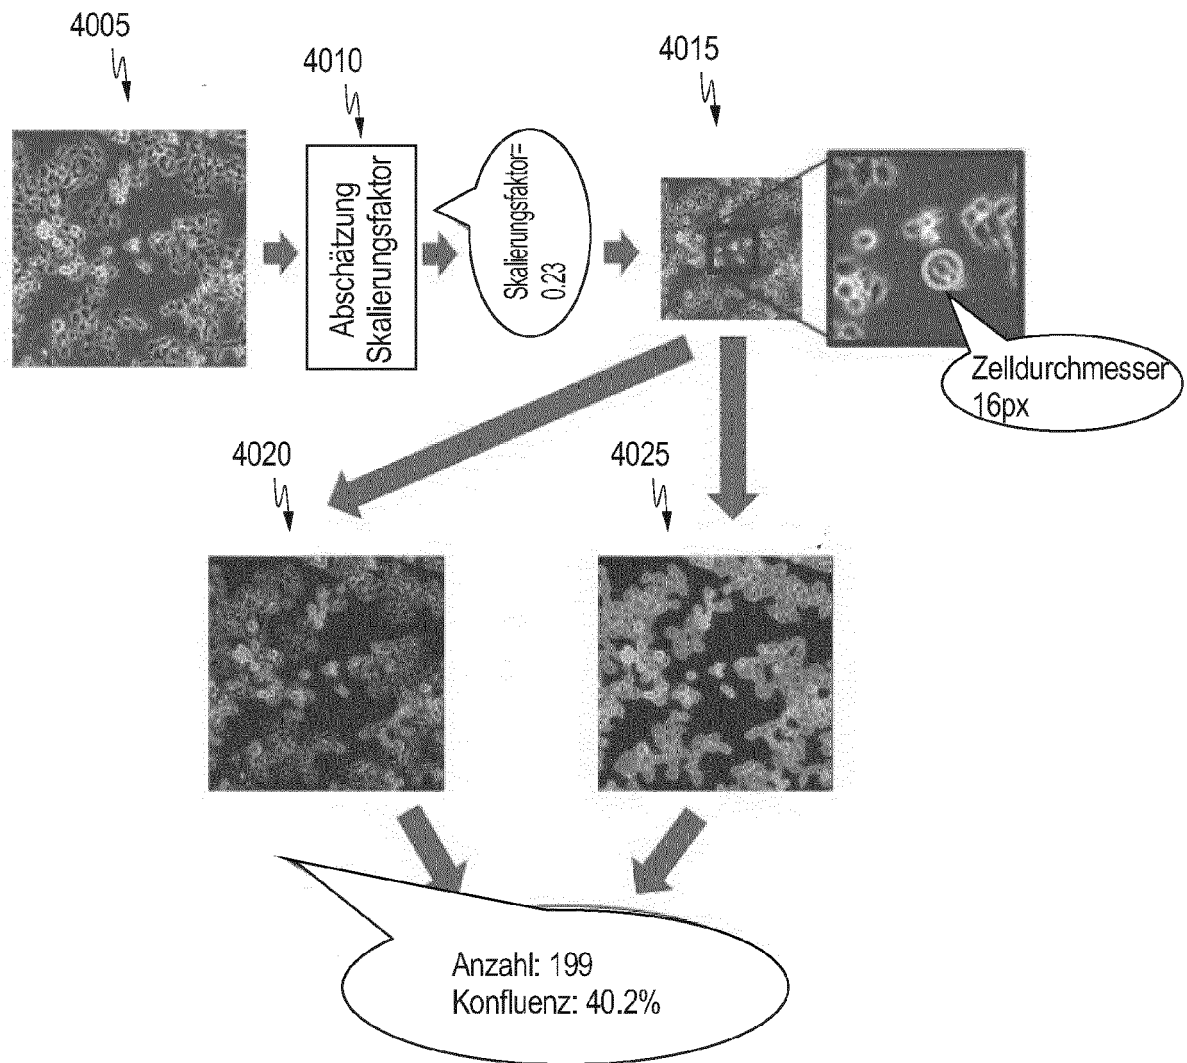 4005
4010
4015
Abschätzung
Skalierungsfaktor
Skalierungsfaktor=
0.23
Zelldurchmesser
16px
4020
4025
Anzahl: 199
Konfluenz: 40.2%